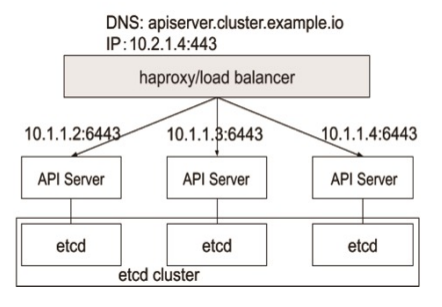 DNS: apiserver.cluster.example.io
IP:10.2.1.4:443
haproxy/load balancer
10.1.1.2:6443 10.1.1.3:6443 10.1.1.4:6443
API Server API Server API Server
etcd etcd etcd
etcd cluster